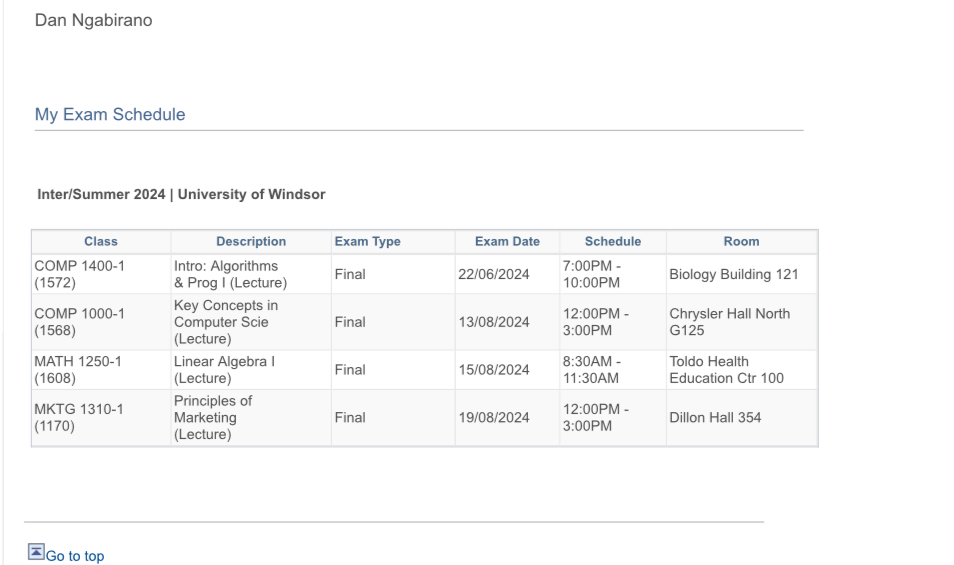 Dan Ngabirano
My Exam Schedule
Inter/Summer 2024 | University of Windsor
Class Description Exam Type Exam Date Schedule Room
COMP 1400-1
(1572)
Intro: Algorithms
& Prog I (Lecture)
Final
22/06/2024
7:00PM -
10:00PM
Biology Building 121
COMP 1000-1
(1568)
Key Concepts in
Computer Scie
(Lecture)
Final
13/08/2024
12:00PM -
3:00PM
Chrysler Hall North
G125
MATH 1250-1
(1608)
Linear Algebra I
(Lecture)
Final
15/08/2024
8:30AM -
11:30AM
Toldo Health
Education Ctr 100
MKTG 1310-1
(1170)
Principles of
Marketing
(Lecture)
Final
19/08/2024
12:00PM -
3:00PM
Dillon Hall 354
Go to top